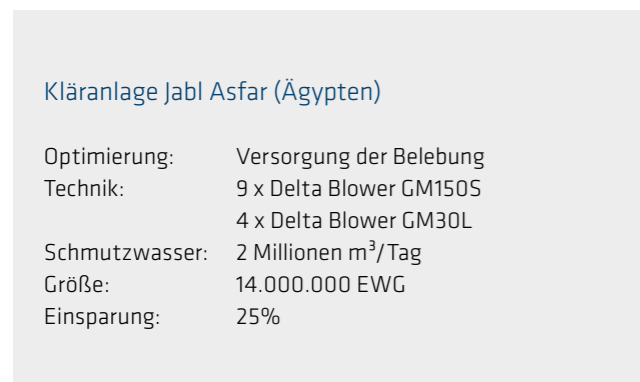 Kläranlage Jabl Asfar (Ägypten)
Optimierung: Versorgung der Belebung
Technik: 9 x Delta Blower GM150S
4 x Delta Blower GM30L
Schmutzwasser: 2 Millionen m³/Tag
Größe: 14.000.000 EWG
Einsparung: 25%